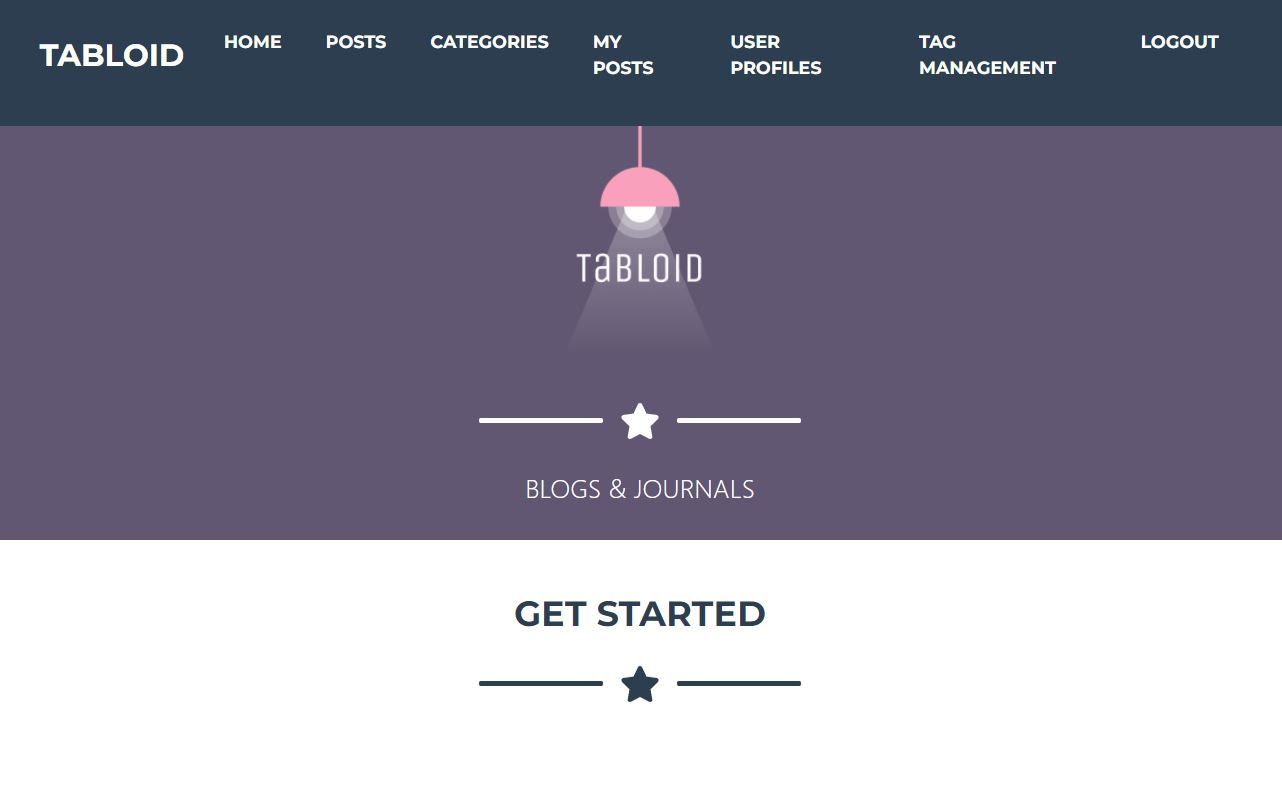 TABLOID
HOME
POSTS
CATEGORIES
MY
POSTS
USER
PROFILES
TAG
MANAGEMENT
LOGOUT
TaBLOID
BLOGS & JOURNALS
GET STARTED